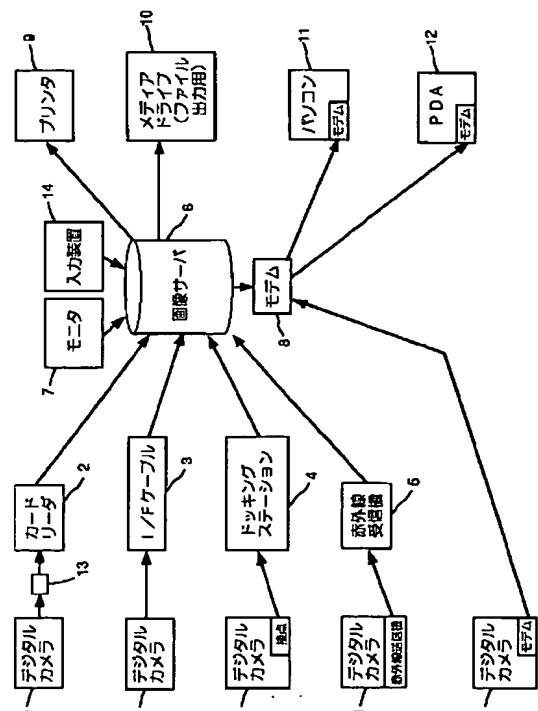 デジタル
カメラ
13
カード
リーダ
2
デジタル
カメラ
I/Fケーブル
3
デジタル
カメラ
接点
ドッキング
ステーション
4
デジタル
カメラ
赤外線送信機
赤外線
受信機
5
デジタル
カメラ
モデム
モニタ
7
入力装置
14
画像サーバ
6
モデム
8
プリンタ
9
メディア
ドライブ
(ファイル
出力用)
10
パソコン
モデム
11
PDA
モデム
12